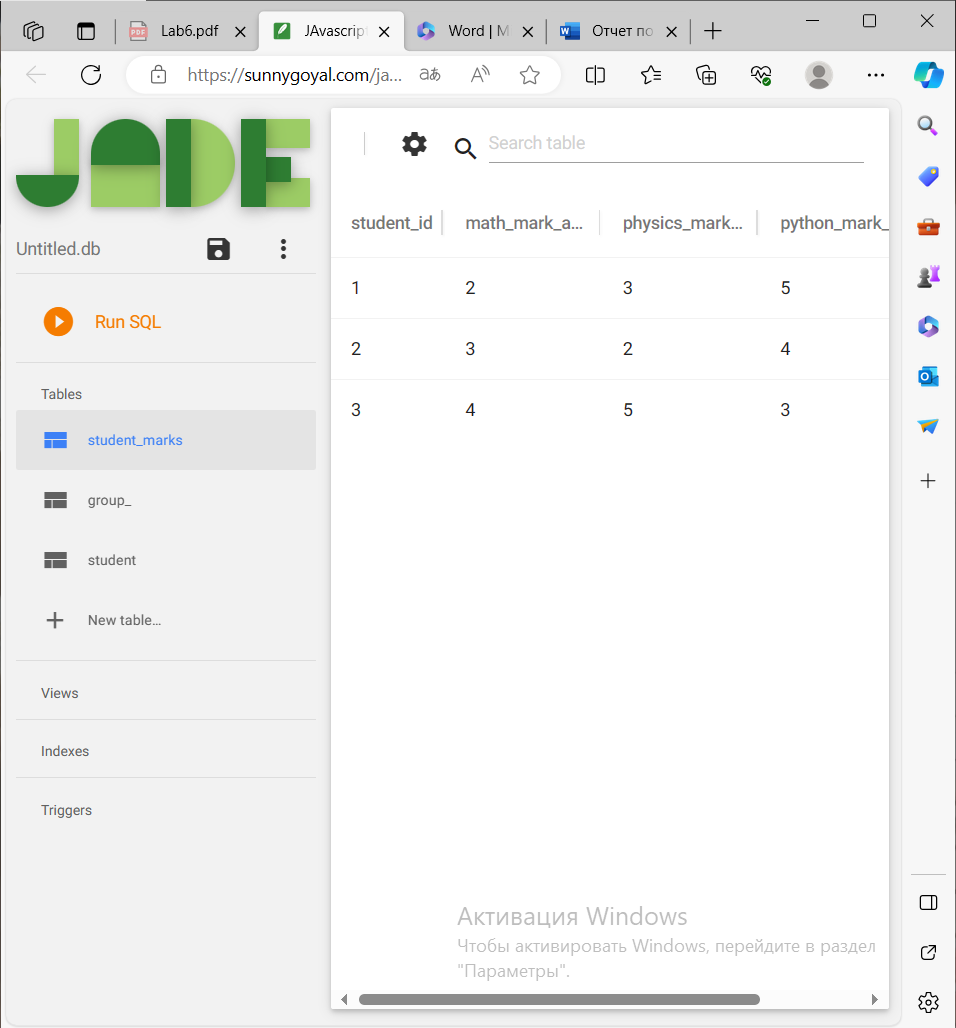 Lab6.pdf
JAvascrip
Word | M
Отчет по
https://sunnygoyal.com/ja...
JADE
Untitled.db
Run SQL
Tables
student_marks
group_
student
New table...
Views
Indexes
Triggers
Search table
student_id math_mark_a... physics_mark... python_mark_
1 2 3 5
2 3 2 4
3 4 5 3
Активация Windows
Чтобы активировать Windows, перейдите в раздел
"Параметры".